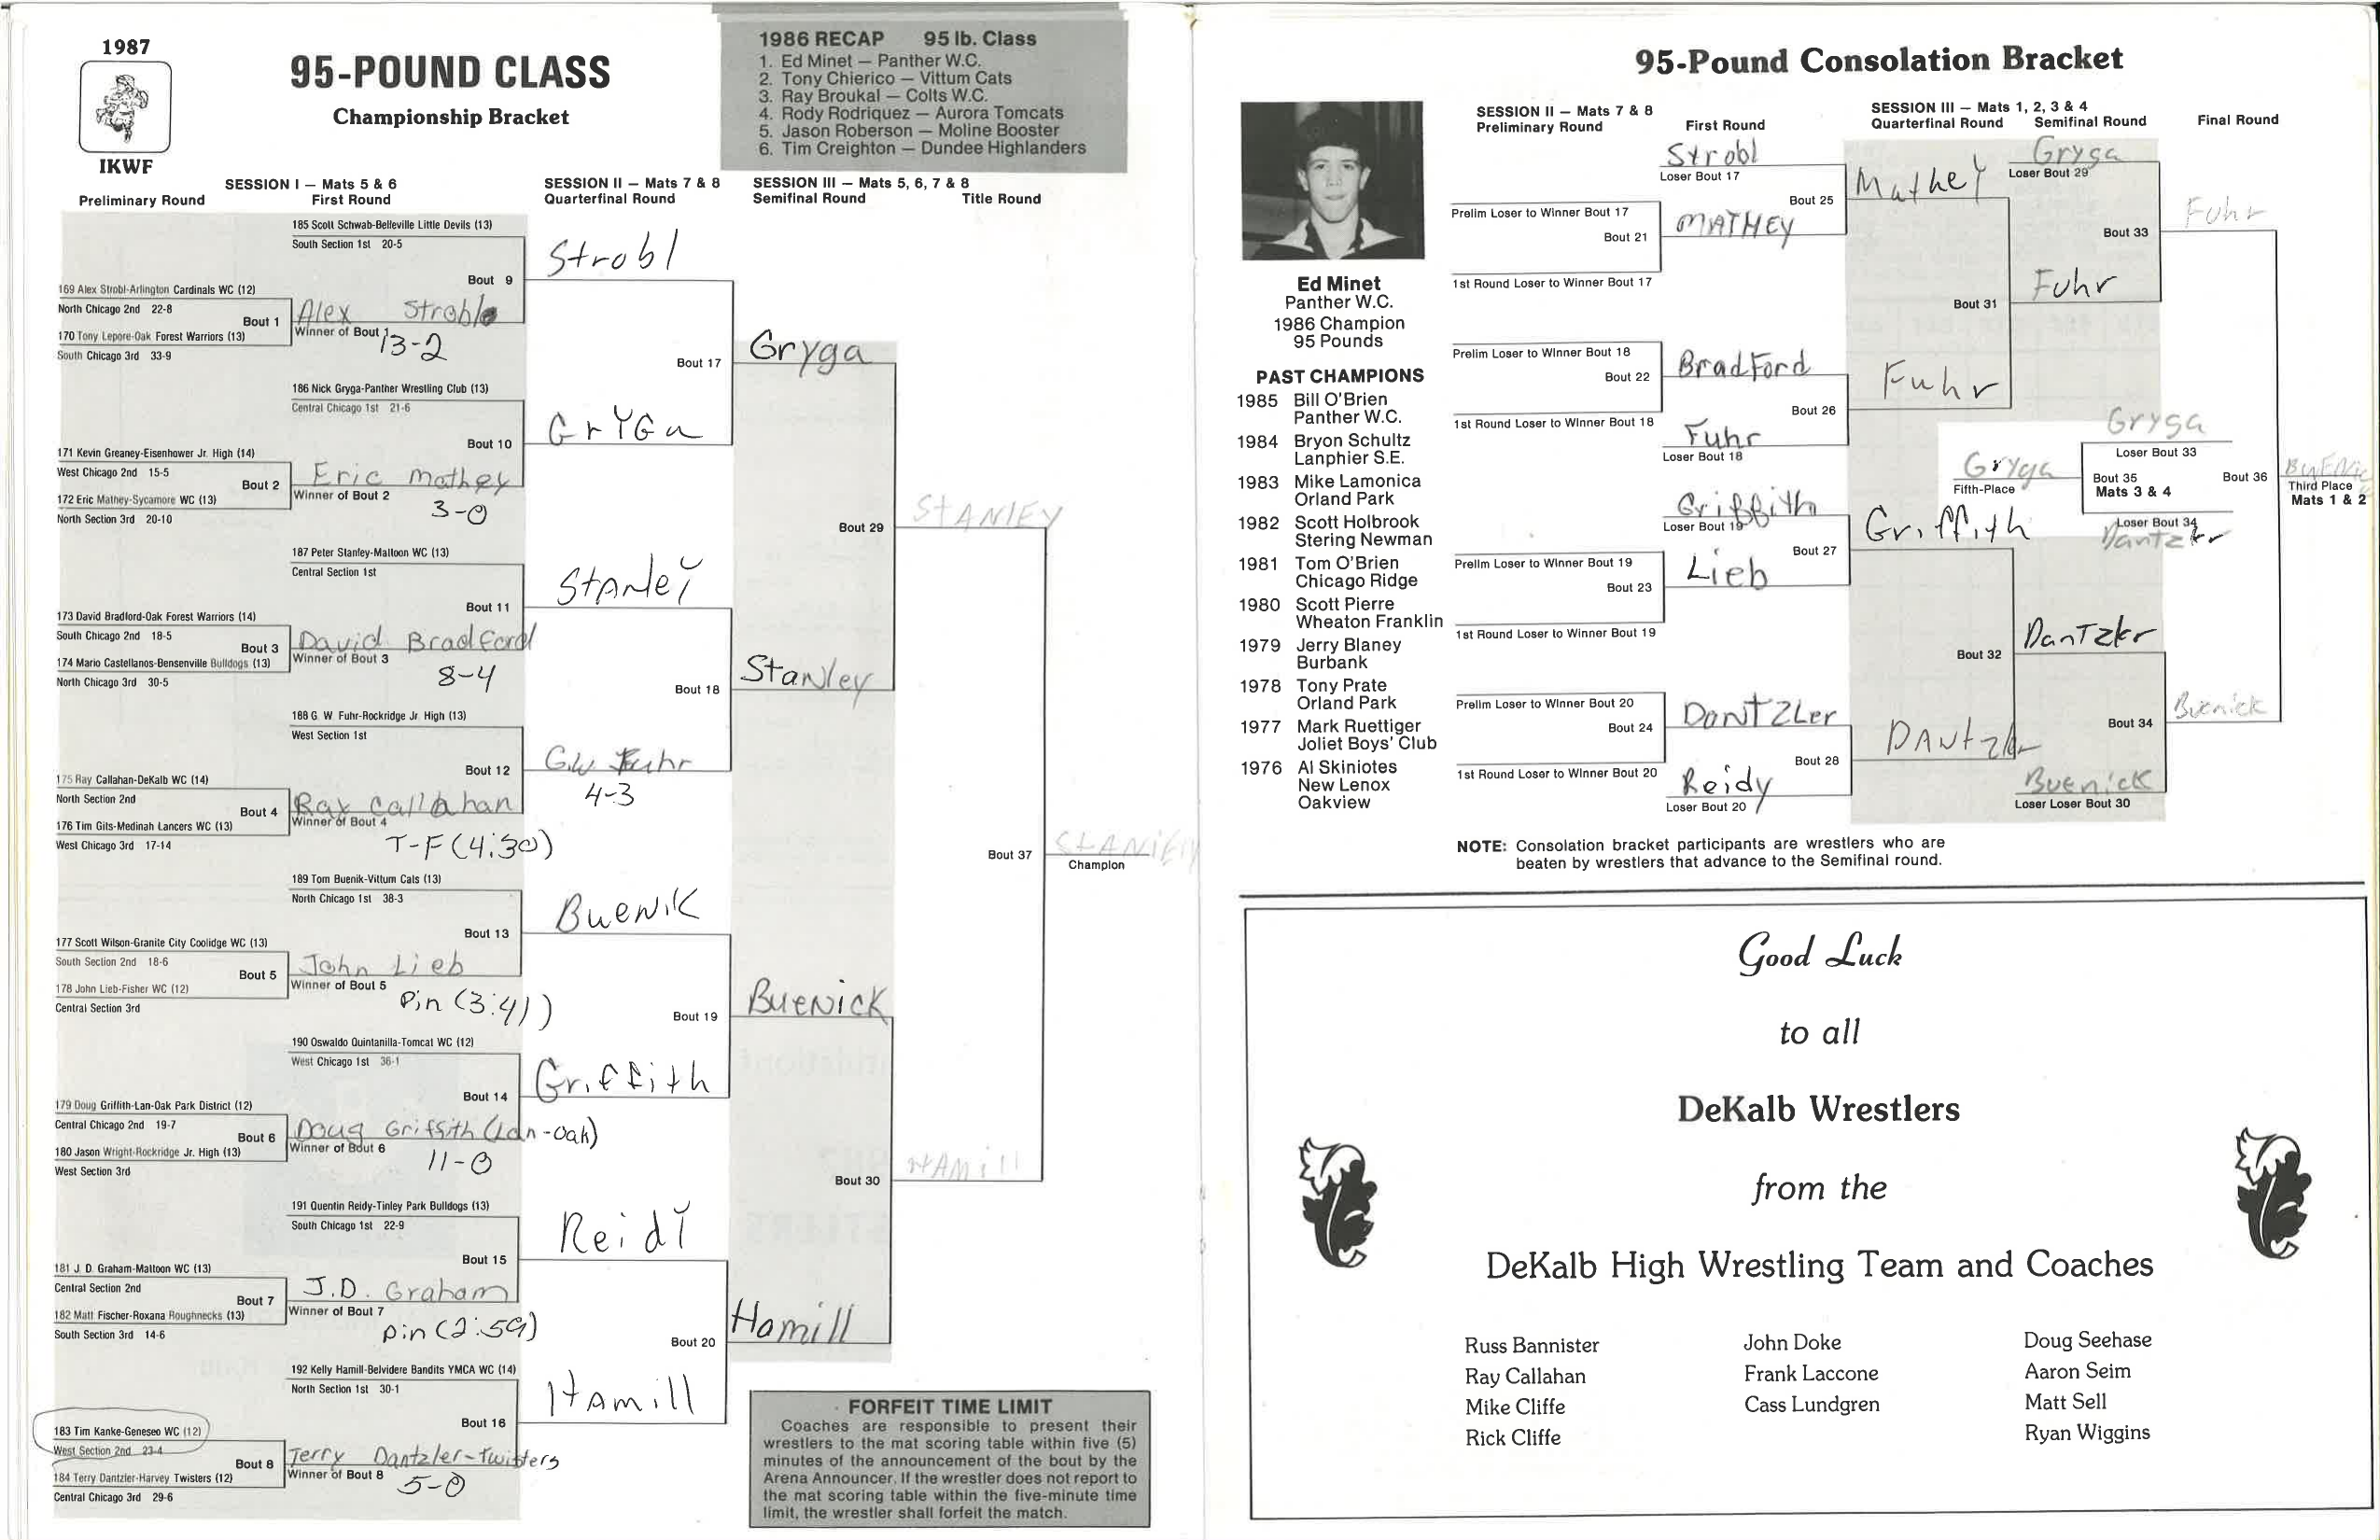 1987
IKWF
95-POUND CLASS
Championship Bracket
1986 RECAP 95 lb. Class
1. Ed Minet — Panther W.C.
2. Tony Chierico — Vittum Cats
3. Ray Broukal — Colts W.C.
4. Rody Rodriquez — Aurora Tomcats
5. Jason Roberson — Moline Booster
6. Tim Creighton — Dundee Highlanders
SESSION I — Mats 5 & 6
Preliminary Round First Round
SESSION II — Mats 7 & 8
Quarterfinal Round
SESSION III — Mats 5, 6, 7 & 8
Semifinal Round Title Round
185 Scott Schwab-Belleville Little Devils (13)
South Section 1st 20-5
Bout 9
Strobl
169 Alex Strobl-Arlington Cardinals WC (12)
North Chicago 2nd 22-8
Bout 1
Alex Strobl
Winner of Bout 1
13-2
170 Tony Lepore-Oak Forest Warriors (13)
South Chicago 3rd 33-9
Bout 17
Gryga
186 Nick Gryga-Panther Wrestling Club (13)
Central Chicago 1st 21-6
Bout 10
GrYGa
171 Kevin Greaney-Eisenhower Jr. High (14)
West Chicago 2nd 15-5
Bout 2
Eric Mathey
Winner of Bout 2
3-0
172 Eric Mathey-Sycamore WC (13)
North Section 3rd 20-10
Bout 29
STANlEY
187 Peter Stanley-Mattoon WC (13)
Central Section 1st
Bout 11
STANleY
173 David Bradford-Oak Forest Warriors (14)
South Chicago 2nd 18-5
Bout 3
David Bradford
Winner of Bout 3
8-4
174 Mario Castellanos-Bensenville Bulldogs (13)
North Chicago 3rd 30-5
Bout 18
Stanley
188 G. W. Fuhr-Rockridge Jr. High (13)
West Section 1st
Bout 12
G.W Fuhr
4-3
175 Ray Callahan-DeKalb WC (14)
North Section 2nd
Bout 4
Ray Callahan
Winner of Bout 4
T-F (4:30)
176 Tim Gits-Medinah Lancers WC (13)
West Chicago 3rd 17-14
Bout 37
STANlEY
Champion
189 Tom Buenik-Vittum Cats (13)
North Chicago 1st 38-3
Bout 13
BueNiK
177 Scott Wilson-Granite City Coolidge WC (13)
South Section 2nd 18-6
Bout 5
John Lieb
Winner of Bout 5
Pin (3:41)
178 John Lieb-Fisher WC (12)
Central Section 3rd
Bout 19
BueNicK
190 Oswaldo Quintanilla-Tomcat WC (12)
West Chicago 1st 36-1
Bout 14
Griffith
179 Doug Griffith-Lan-Oak Park District (12)
Central Chicago 2nd 19-7
Bout 6
Doug Griffith (Lan-Oak)
Winner of Bout 6
11-0
180 Jason Wright-Rockridge Jr. High (13)
West Section 3rd
Bout 30
HAMill
191 Quentin Reidy-Tinley Park Bulldogs (13)
South Chicago 1st 22-9
Bout 15
ReidY
181 J. D. Graham-Mattoon WC (13)
Central Section 2nd
Bout 7
J.D. Graham
Winner of Bout 7
pin (2:59)
182 Matt Fischer-Roxana Roughnecks (13)
South Section 3rd 14-6
Bout 20
Hamill
192 Kelly Hamill-Belvidere Bandits YMCA WC (14)
North Section 1st 30-1
Bout 16
HAmill
183 Tim Kanke-Geneseo WC (12)
West Section 2nd 23-4
Bout 8
Terry Dantzler-Twisters
Winner of Bout 8
5-0
184 Terry Dantzler-Harvey Twisters (12)
Central Chicago 3rd 29-6
FORFEIT TIME LIMIT
Coaches are responsible to present their
wrestlers to the mat scoring table within five (5)
minutes of the announcement of the bout by the
Arena Announcer. If the wrestler does not report to
the mat scoring table within the five-minute time
limit, the wrestler shall forfeit the match.
95-Pound Consolation Bracket
Ed Minet
Panther W.C.
1986 Champion
95 Pounds
PAST CHAMPIONS
1985 Bill O'Brien
Panther W.C.
1984 Bryon Schultz
Lanphier S.E.
1983 Mike Lamonica
Orland Park
1982 Scott Holbrook
Stering Newman
1981 Tom O'Brien
Chicago Ridge
1980 Scott Pierre
Wheaton Franklin
1979 Jerry Blaney
Burbank
1978 Tony Prate
Orland Park
1977 Mark Ruettiger
Joliet Boys' Club
1976 Al Skiniotes
New Lenox
Oakview
SESSION II — Mats 7 & 8
Preliminary Round First Round
SESSION III — Mats 1, 2, 3 & 4
Quarterfinal Round Semifinal Round Final Round
Strobl
Loser Bout 17
Bout 25
Mathey
Gryga
Loser Bout 29
Prelim Loser to Winner Bout 17
Bout 21
MATHEy
1st Round Loser to Winner Bout 17
Bout 33
Fuhr
Bout 31
Fuhr
Prelim Loser to Winner Bout 18
Bout 22
BradFord
1st Round Loser to Winner Bout 18
Bout 26
Fuhr
Fuhr
Loser Bout 18
Gryga
Loser Bout 33
Gryga
Fifth-Place
Bout 35
Mats 3 & 4
Bout 36
Third Place
Mats 1 & 2
Loser Bout 34
Dantzkr
Griffith
Loser Bout 19
Bout 27
Griffith
Prelim Loser to Winner Bout 19
Bout 23
Lieb
1st Round Loser to Winner Bout 19
Bout 32
DanTzkr
Prelim Loser to Winner Bout 20
Bout 24
DanTZLer
1st Round Loser to Winner Bout 20
Bout 28
Reidy
Loser Bout 20
Bout 34
Buenick
Buenick
Loser Loser Bout 30
NOTE: Consolation bracket participants are wrestlers who are
beaten by wrestlers that advance to the Semifinal round.
Good Luck
to all
DeKalb Wrestlers
from the
DeKalb High Wrestling Team and Coaches
Russ Bannister John Doke Doug Seehase
Ray Callahan Frank Laccone Aaron Seim
Mike Cliffe Cass Lundgren Matt Sell
Rick Cliffe Ryan Wiggins